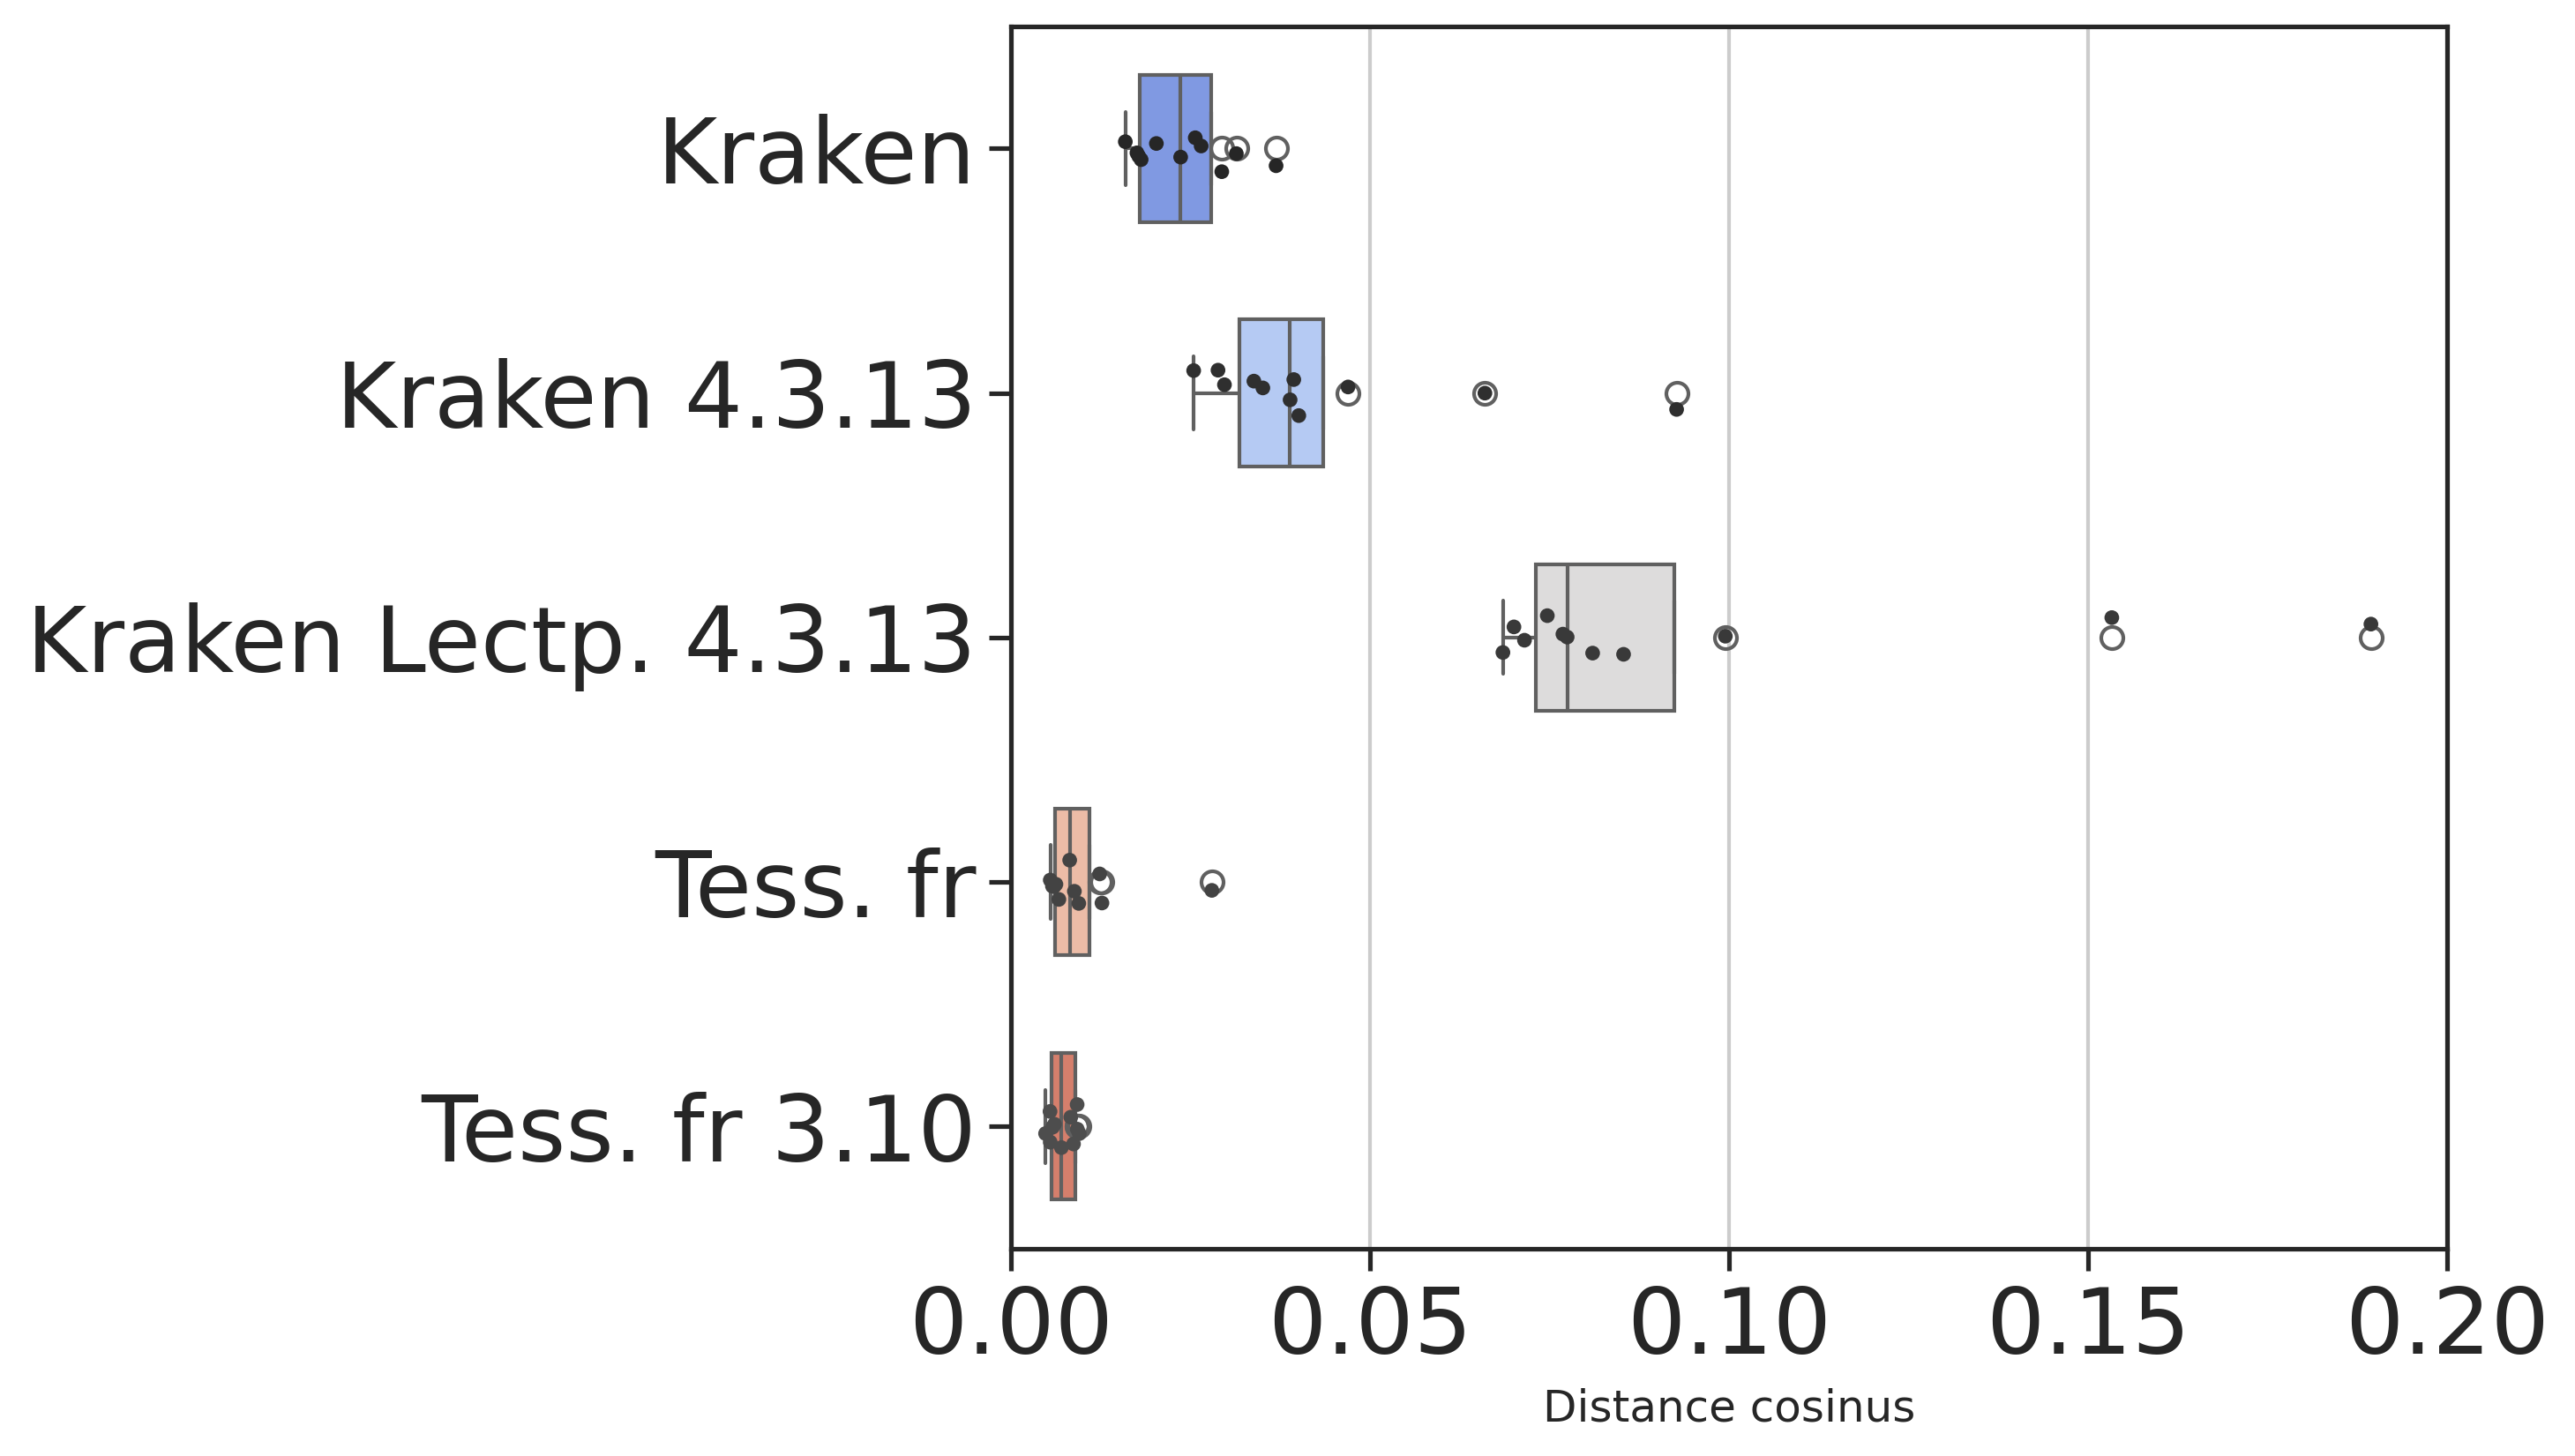 Kraken
Kraken 4.3.13
Kraken Lectp. 4.3.13
Tess. fr
Tess. fr 3.10
0.00 0.05 0.10 0.15 0.20
Distance cosinus